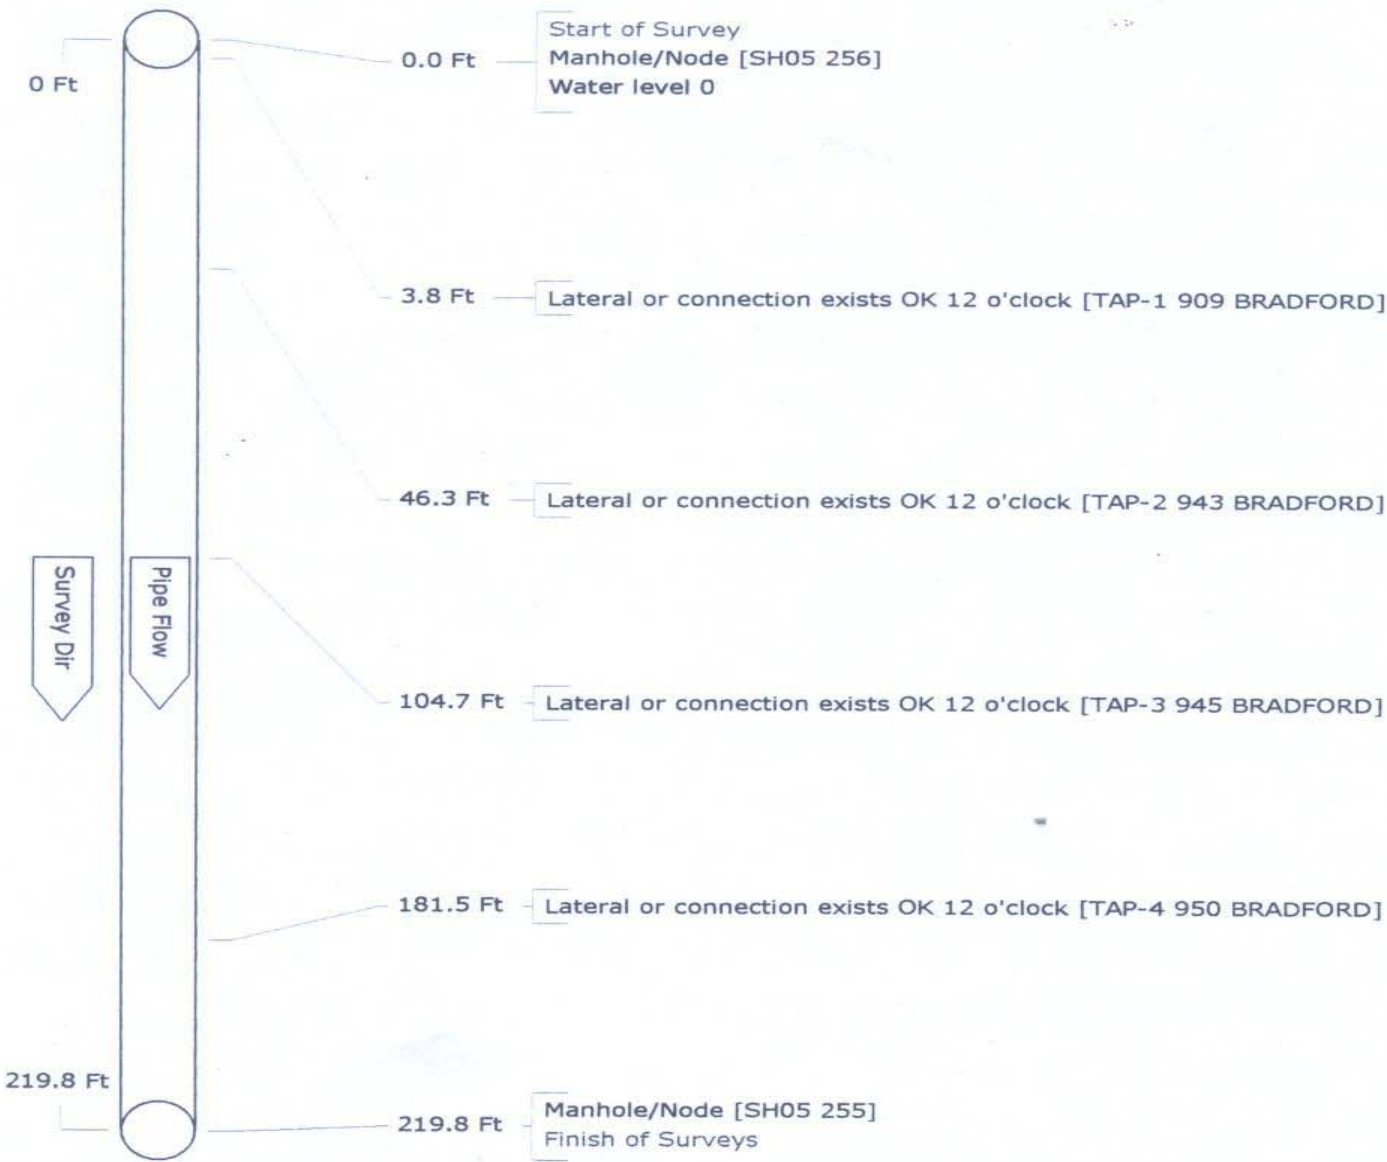 0 Ft
0.0 Ft
Start of Survey
Manhole/Node [SH05 256]
Water level 0
3.8 Ft
Lateral or connection exists OK 12 o'clock [TAP-1 909 BRADFORD]
46.3 Ft
Lateral or connection exists OK 12 o'clock [TAP-2 943 BRADFORD]
Survey Dir
Pipe Flow
104.7 Ft
Lateral or connection exists OK 12 o'clock [TAP-3 945 BRADFORD]
181.5 Ft
Lateral or connection exists OK 12 o'clock [TAP-4 950 BRADFORD]
219.8 Ft
219.8 Ft
Manhole/Node [SH05 255]
Finish of Surveys